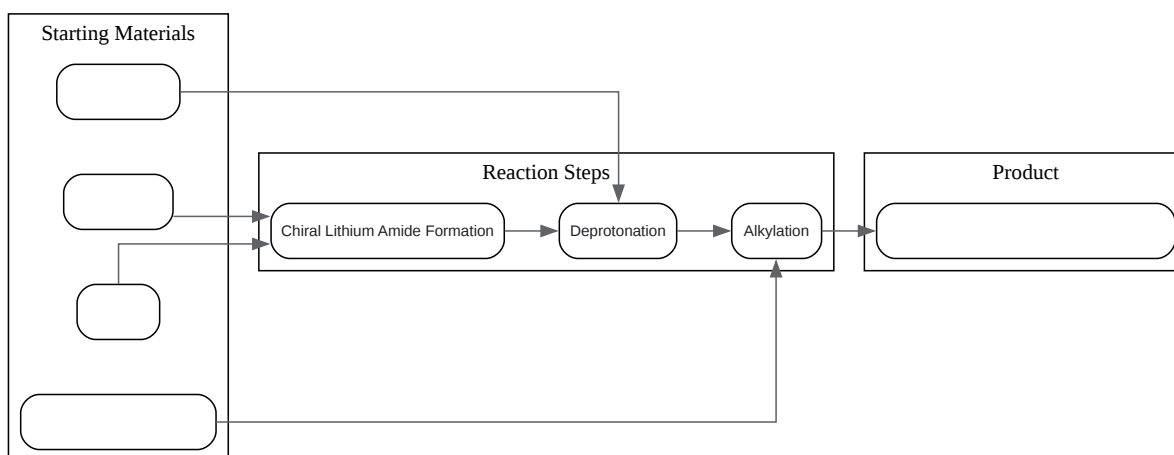 Starting Materials
Reaction Steps
Product
Chiral Lithium Amide Formation
Deprotonation
Alkylation